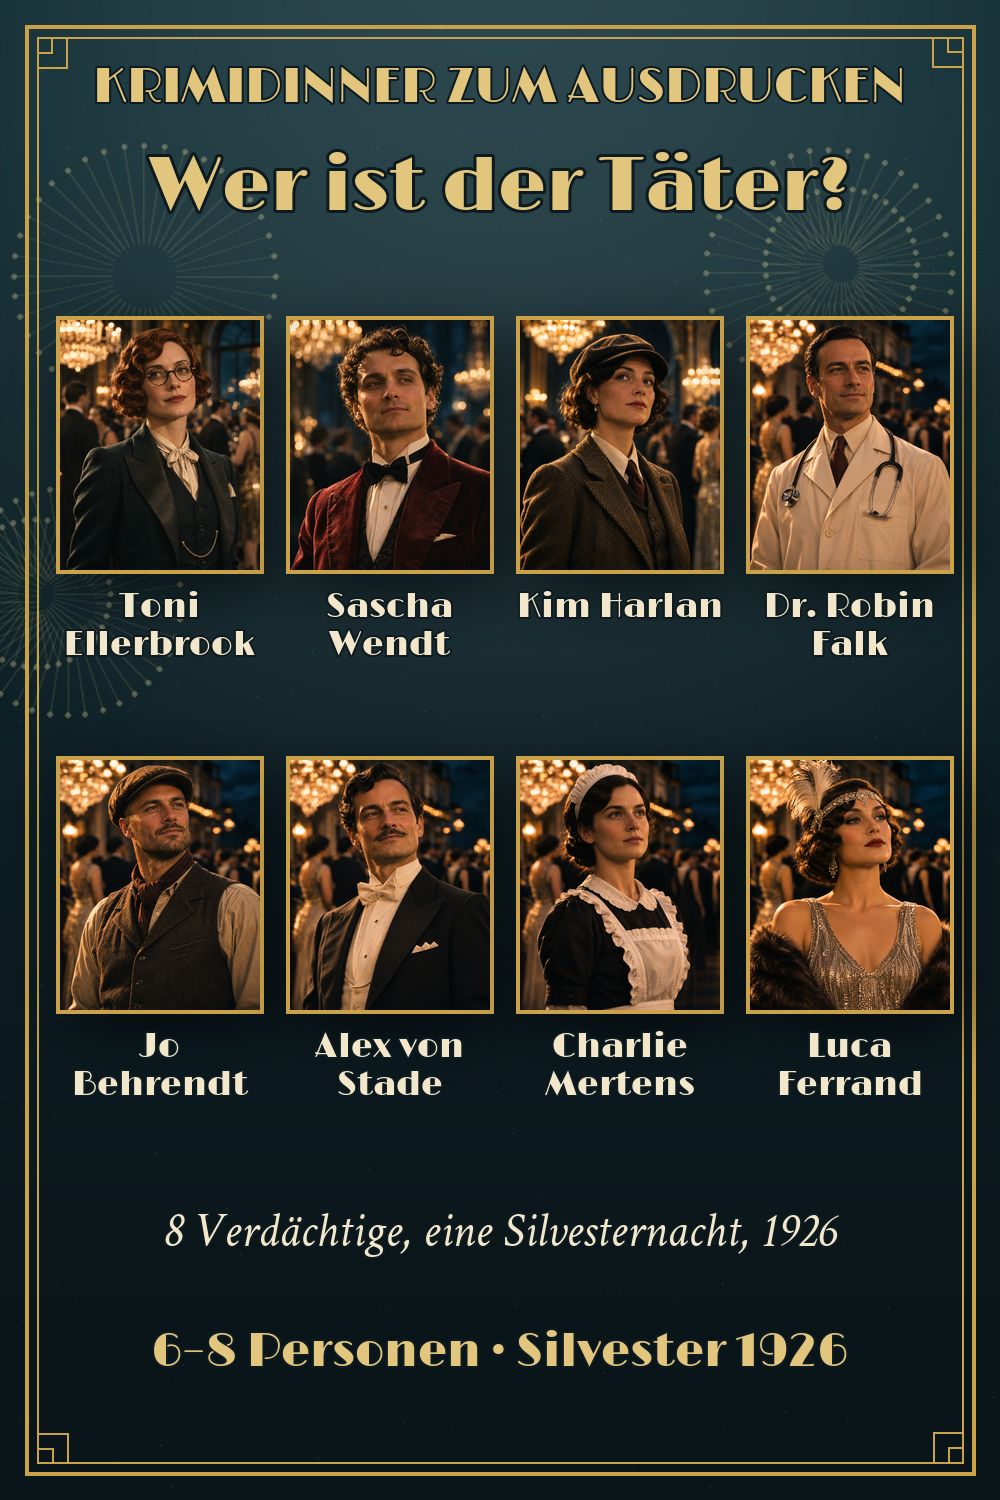 KRIMIDINNER ZUM AUSDRUCKEN
Wer ist der Täter?
Toni
Ellerbrook
Sascha
Wendt
Kim Harlan
Dr. Robin
Falk
Jo
Behrendt
Alex von
Stade
Charlie
Mertens
Luca
Ferrand
8 Verdächtige, eine Silvesternacht, 1926
6–8 Personen • Silvester 1926